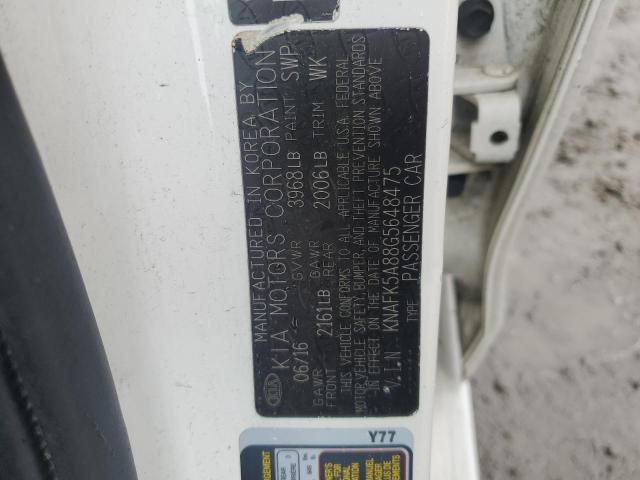 MANUFACTURED IN KOREA BY
KIA MOTORS CORPORATION
06/16 GVWR 3968LB PAINT SWP
GAWR FRONT 2161LB GAWR REAR 2006LB TRIM WK
THIS VEHICLE CONFORMS TO ALL APPLICABLE U.S.A. FEDERAL
MOTOR VEHICLE SAFETY, BUMPER, AND THEFT PREVENTION STANDARDS
IN EFFECT ON THE DATE OF MANUFACTURE SHOWN ABOVE
V.I.N KNAFK5A88G5648475
TYPE: PASSENGER CAR
KIA
Y77